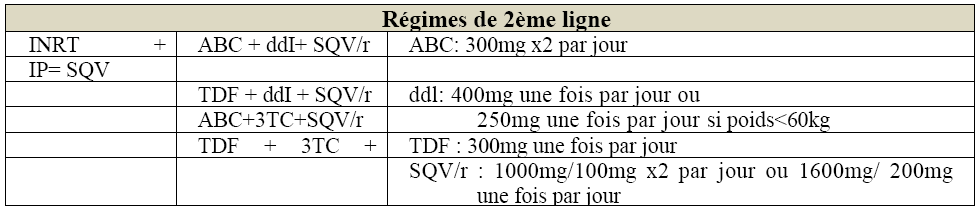 Régimes de 2ème ligne
INRT + ABC + ddI+ SQV/r ABC: 300mg x2 par jour
IP= SQV
TDF + ddI + SQV/r ddl: 400mg une fois par jour ou
ABC+3TC+SQV/r 250mg une fois par jour si poids<60kg
TDF + 3TC + TDF : 300mg une fois par jour
SQV/r : 1000mg/100mg x2 par jour ou 1600mg/ 200mg
une fois par jour